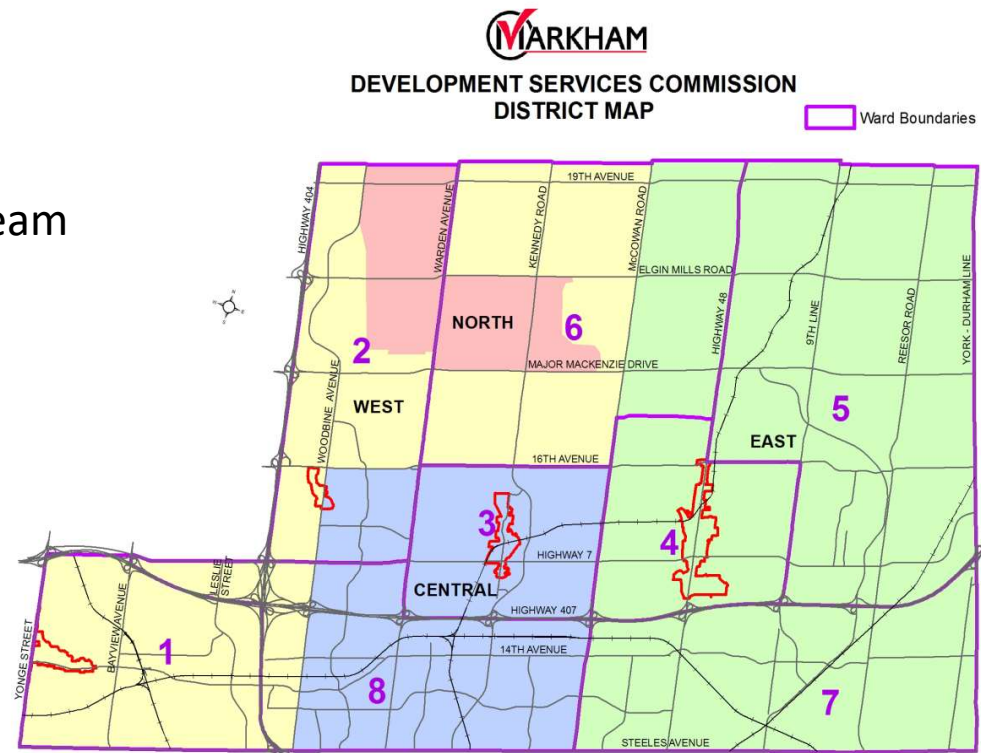 MARKHAM
DEVELOPMENT SERVICES COMMISSION
DISTRICT MAP
Ward Boundaries
eam
19TH AVENUE
HIGHWAY 404
WARDEN AVENUE
KENNEDY ROAD
McCOWAN ROAD
ELGIN MILLS ROAD
HIGHWAY 48
9TH LINE
REESOR ROAD
YORK - DURHAM LINE
NORTH
6
2
MAJOR MACKENZIE DRIVE
WOODBINE AVENUE
WEST
5
EAST
16TH AVENUE
3
4
HIGHWAY 7
LESLIE
STREET
CENTRAL
HIGHWAY 407
BAYVIEW AVENUE
YONGE STREET
1
14TH AVENUE
8
7
STEELES AVENUE